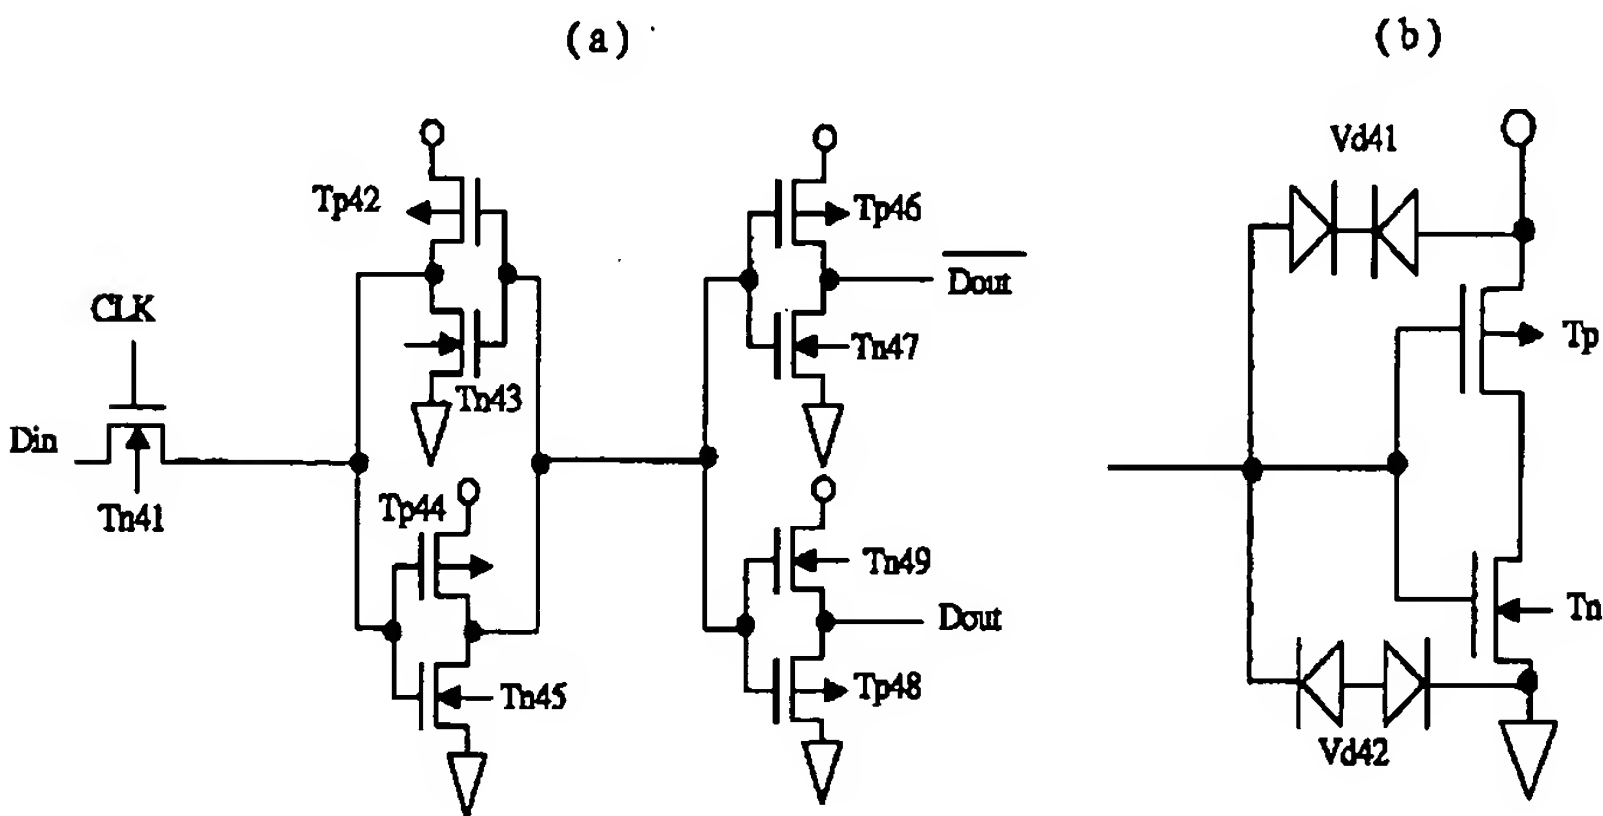 (a)
(b)
Vd41
Tp42
Tp46
Dout
CLK
Tp
Tn47
Tn43
Din
Tp44
Tn41
Tn49
Tn
Dout
Tn45
Tp48
Vd42